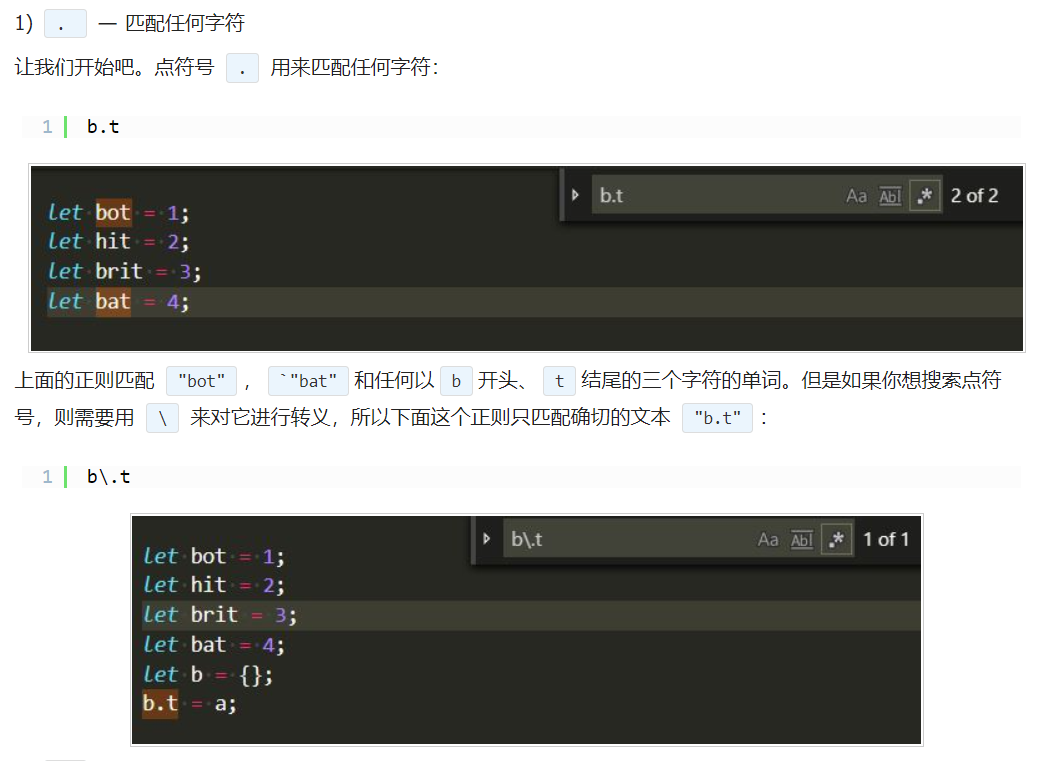 1) . — 匹配任何字符
让我们开始吧。点符号 . 用来匹配任何字符：
1 b.t
b.t Aa Abl .* 2 of 2
let bot = 1;
let hit = 2;
let brit = 3;
let bat = 4;
上面的正则匹配 "bot" ， `"bat" 和任何以 b 开头、 t 结尾的三个字符的单词。但是如果你想搜索点符
号，则需要用 \ 来对它进行转义，所以下面这个正则只匹配确切的文本 "b.t" ：
1 b\.t
b\.t Aa Abl .* 1 of 1
let bot = 1;
let hit = 2;
let brit = 3;
let bat = 4;
let b = {};
b.t = a;